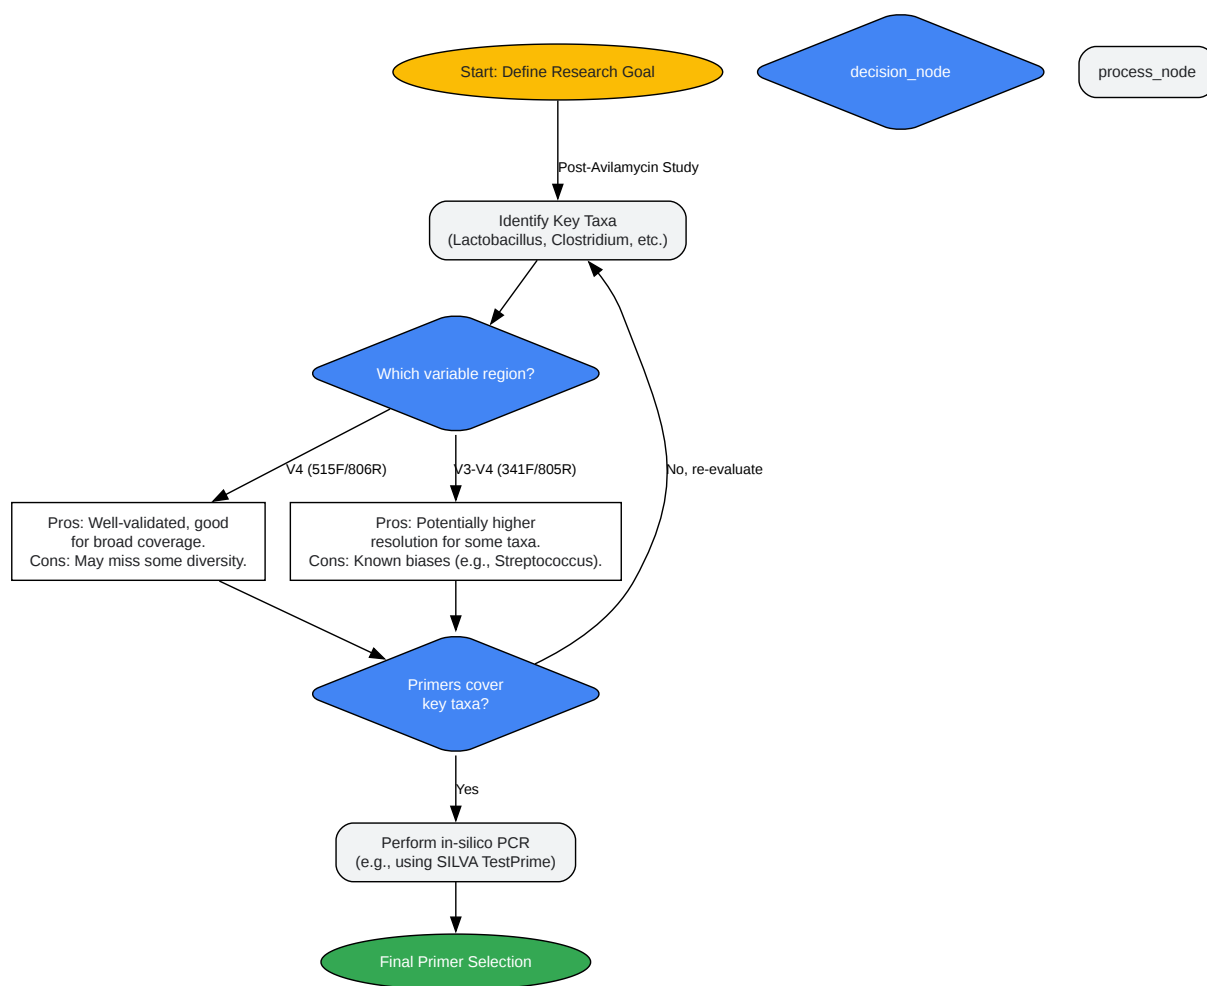 Start: Define Research Goal
decision_node
process_node
Post-Avilamycin Study
Identify Key Taxa
(Lactobacillus, Clostridium, etc.)
Which variable region?
V4 (515F/806R)
V3-V4 (341F/805R)
No, re-evaluate
Pros: Well-validated, good
for broad coverage.
Cons: May miss some diversity.
Pros: Potentially higher
resolution for some taxa.
Cons: Known biases (e.g., Streptococcus).
Primers cover
key taxa?
Yes
Perform in-silico PCR
(e.g., using SILVA TestPrime)
Final Primer Selection